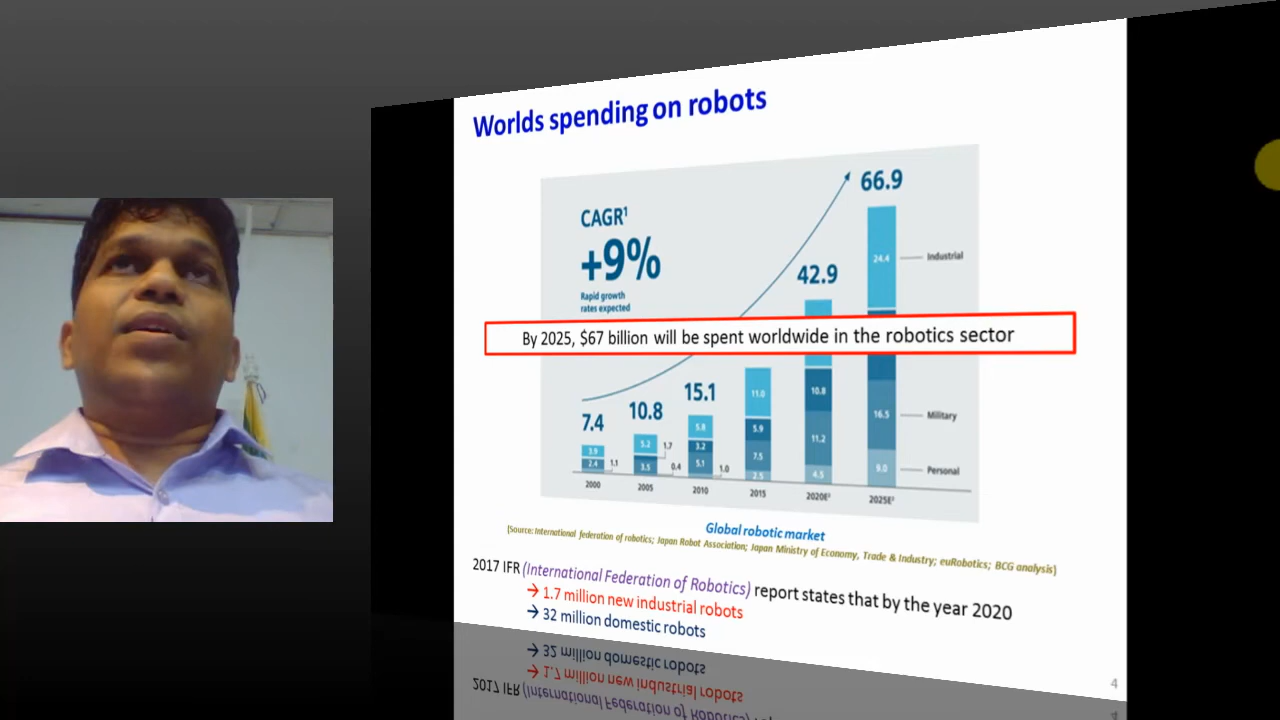 Worlds spending on robots
CAGR¹
+9%
Rapid growth
rates expected
66.9
42.9
24.4
Industrial
By 2025, $67 billion will be spent worldwide in the robotics sector
15.1
10.8
7.4
11.0
10.8
5.9
11.2
16.5
Military
5.8
3.2
5.1
1.0
5.2
1.7
3.5
0.4
3.9
2.4
1.1
7.5
2.5
4.5
9.0
Personal
2000
2005
2010
2015
2020E²
2025E²
Global robotic market
(Source: International federation of robotics; Japan Robot Association; Japan Ministry of Economy, Trade & Industry; euRobotics; BCG analysis)
2017 IFR (International Federation of Robotics) report states that by the year 2020
→ 1.7 million new industrial robots
→ 32 million domestic robots
4